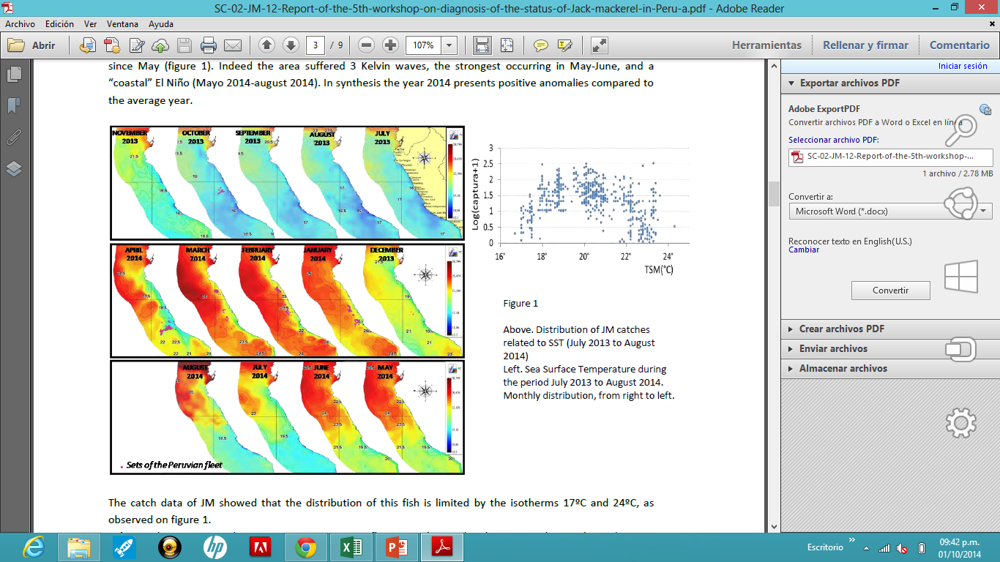 SC-02-JM-12-Report-of-the-5th-workshop-on-diagnosis-of-the-status-of-Jack-mackerel-in-Peru-a.pdf - Adobe Reader
Archivo Edición Ver Ventana Ayuda
Abrir 3 / 9 107% Herramientas Rellenar y firmar Comentario
since May (figure 1). Indeed the area suffered 3 Kelvin waves, the strongest occurring in May-June, and a
“coastal” El Niño (Mayo 2014-august 2014). In synthesis the year 2014 presents positive anomalies compared to
the average year.
NOVEMBER 2013
OCTOBER 2013
SEPTEMBER 2013
AUGUST 2013
JULY 2013
APRIL 2014
MARCH 2014
FEBRUARY 2014
JANUARY 2014
DECEMBER 2013
AUGUST 2014
JULY 2014
JUNE 2014
MAY 2014
Sets of the Peruvian fleet
Log(captura+1)
3
2.5
2
1.5
1
0.5
0
16° 18° 20° 22° 24°
TSM(°C)
Figure 1
Above. Distribution of JM catches
related to SST (July 2013 to August
2014)
Left. Sea Surface Temperature during
the period July 2013 to August 2014.
Monthly distribution, from right to left.
The catch data of JM showed that the distribution of this fish is limited by the isotherms 17ºC and 24ºC, as
observed on figure 1.
Iniciar sesión
Exportar archivos PDF
Adobe ExportPDF
Convertir archivos PDF a Word o Excel en línea
Seleccionar archivo PDF:
SC-02-JM-12-Report-of-the-5th-workshop-...
1 archivo / 2.78 MB
Convertir a:
Microsoft Word (*.docx)
Reconocer texto en English(U.S.)
Cambiar
Convertir
Crear archivos PDF
Enviar archivos
Almacenar archivos
Escritorio
09:42 p.m.
01/10/2014